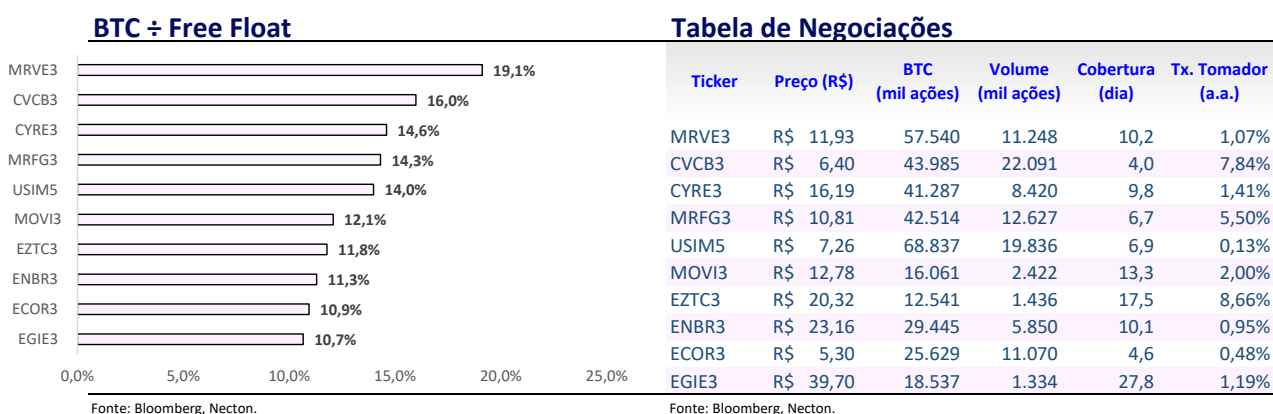 BTC ÷ Free Float
MRVE3 19,1%
CVCB3 16,0%
CYRE3 14,6%
MRFG3 14,3%
USIM5 14,0%
MOVI3 12,1%
EZTC3 11,8%
ENBR3 11,3%
ECOR3 10,9%
EGIE3 10,7%
0,0% 5,0% 10,0% 15,0% 20,0% 25,0%
Fonte: Bloomberg, Necton.
Tabela de Negociações
Ticker Preço (R$) BTC (mil ações) Volume (mil ações) Cobertura (dia) Tx. Tomador (a.a.)
MRVE3 R$ 11,93 57.540 11.248 10,2 1,07%
CVCB3 R$ 6,40 43.985 22.091 4,0 7,84%
CYRE3 R$ 16,19 41.287 8.420 9,8 1,41%
MRFG3 R$ 10,81 42.514 12.627 6,7 5,50%
USIM5 R$ 7,26 68.837 19.836 6,9 0,13%
MOVI3 R$ 12,78 16.061 2.422 13,3 2,00%
EZTC3 R$ 20,32 12.541 1.436 17,5 8,66%
ENBR3 R$ 23,16 29.445 5.850 10,1 0,95%
ECOR3 R$ 5,30 25.629 11.070 4,6 0,48%
EGIE3 R$ 39,70 18.537 1.334 27,8 1,19%
Fonte: Bloomberg, Necton.